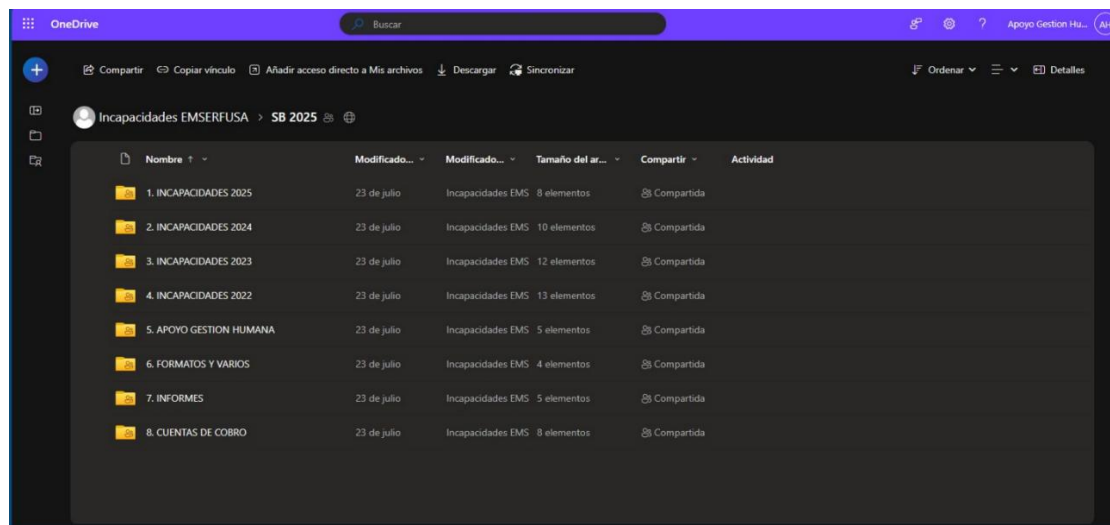 OneDrive Buscar ? Apoyo Gestion Hu... AH
Compartir Copiar vínculo Añadir acceso directo a Mis archivos Descargar Sincronizar Ordenar Detalles
Incapacidades EMSERFUSA > SB 2025
Nombre ↑ Modificado... Modificado... Tamaño del ar... Compartir Actividad
1. INCAPACIDADES 2025 23 de julio Incapacidades EMS 8 elementos Compartida
2. INCAPACIDADES 2024 23 de julio Incapacidades EMS 10 elementos Compartida
3. INCAPACIDADES 2023 23 de julio Incapacidades EMS 12 elementos Compartida
4. INCAPACIDADES 2022 23 de julio Incapacidades EMS 13 elementos Compartida
5. APOYO GESTION HUMANA 23 de julio Incapacidades EMS 5 elementos Compartida
6. FORMATOS Y VARIOS 23 de julio Incapacidades EMS 4 elementos Compartida
7. INFORMES 23 de julio Incapacidades EMS 5 elementos Compartida
8. CUENTAS DE COBRO 23 de julio Incapacidades EMS 8 elementos Compartida